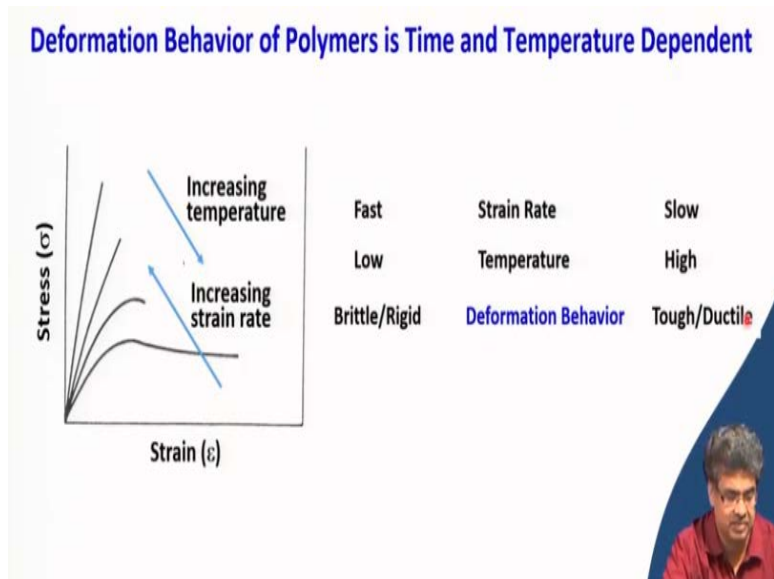 Deformation Behavior of Polymers is Time and Temperature Dependent
Stress (σ)
Increasing
temperature
Increasing
strain rate
Strain (ε)
Fast Strain Rate Slow
Low Temperature High
Brittle/Rigid Deformation Behavior Tough/Ductile